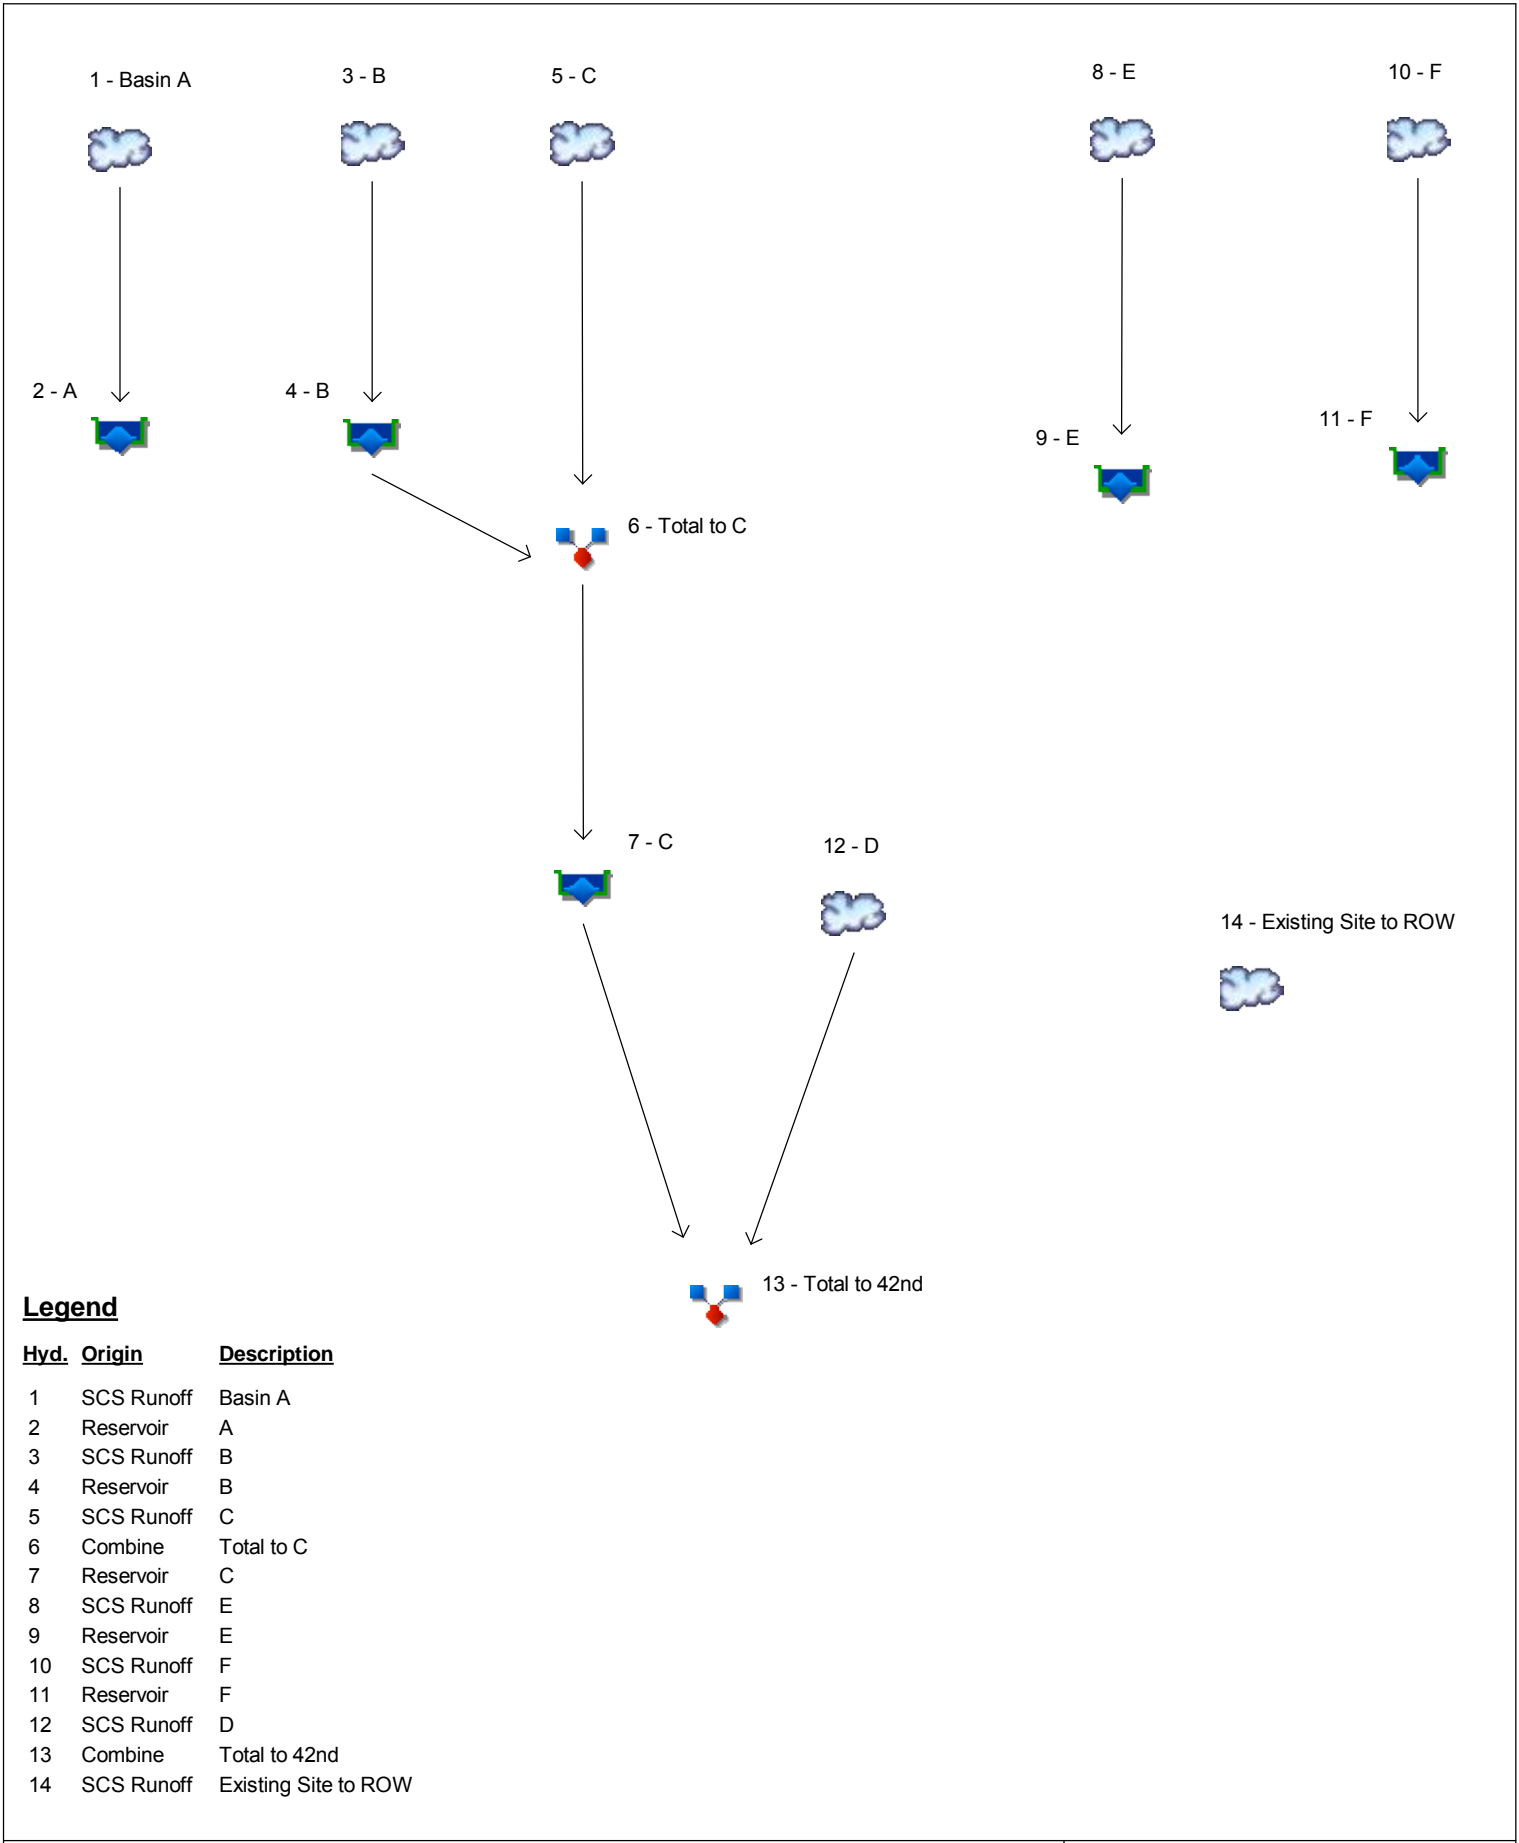 1 - Basin A
3 - B
5 - C
8 - E
10 - F
2 - A
4 - B
9 - E
11 - F
6 - Total to C
7 - C
12 - D
14 - Existing Site to ROW
13 - Total to 42nd
Legend
Hyd. Origin Description
1 SCS Runoff Basin A
2 Reservoir A
3 SCS Runoff B
4 Reservoir B
5 SCS Runoff C
6 Combine Total to C
7 Reservoir C
8 SCS Runoff E
9 Reservoir E
10 SCS Runoff F
11 Reservoir F
12 SCS Runoff D
13 Combine Total to 42nd
14 SCS Runoff Existing Site to ROW